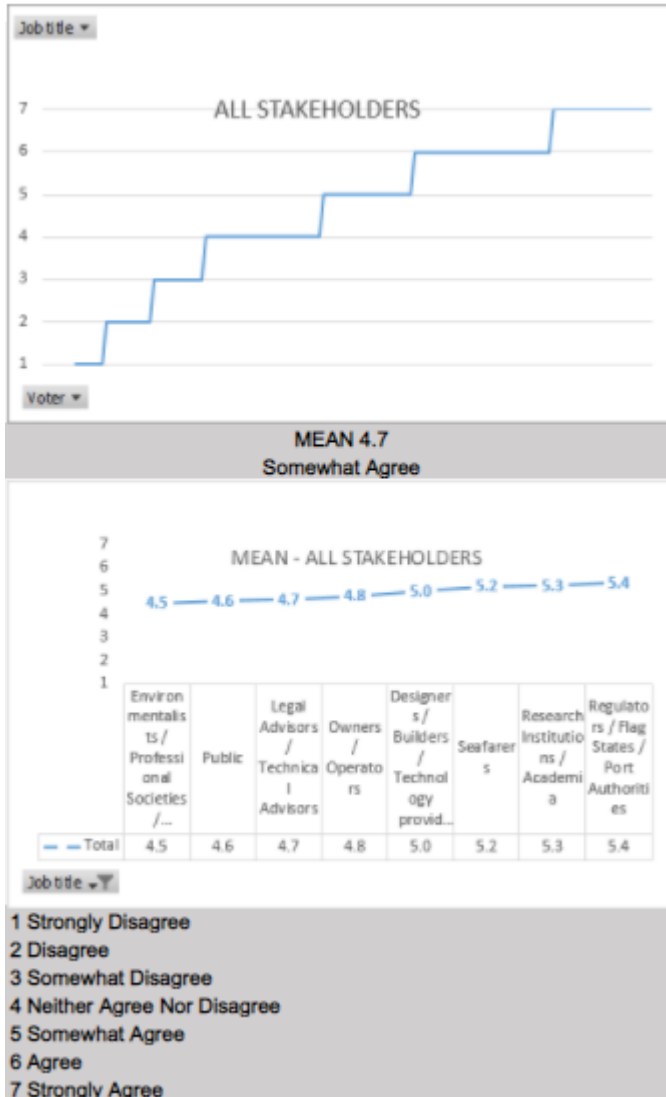 Job title
ALL STAKEHOLDERS
7
6
5
4
3
2
1
Voter
MEAN 4.7
Somewhat Agree
MEAN - ALL STAKEHOLDERS
7
6
5
4
3
2
1
4.5 4.6 4.7 4.8 5.0 5.2 5.3 5.4
Environ
mentalis
ts /
Professi
onal
Societies
/...
Public
Legal
Advisors
/
Technica
l
Advisors
Owners
/
Operato
rs
Designer
s /
Builders
/
Technol
ogy
provid...
Seafarer
s
Research
Institutio
ns /
Academi
a
Regulato
rs / Flag
States /
Port
Authoriti
es
Total 4.5 4.6 4.7 4.8 5.0 5.2 5.3 5.4
Job title
1 Strongly Disagree
2 Disagree
3 Somewhat Disagree
4 Neither Agree Nor Disagree
5 Somewhat Agree
6 Agree
7 Strongly Agree